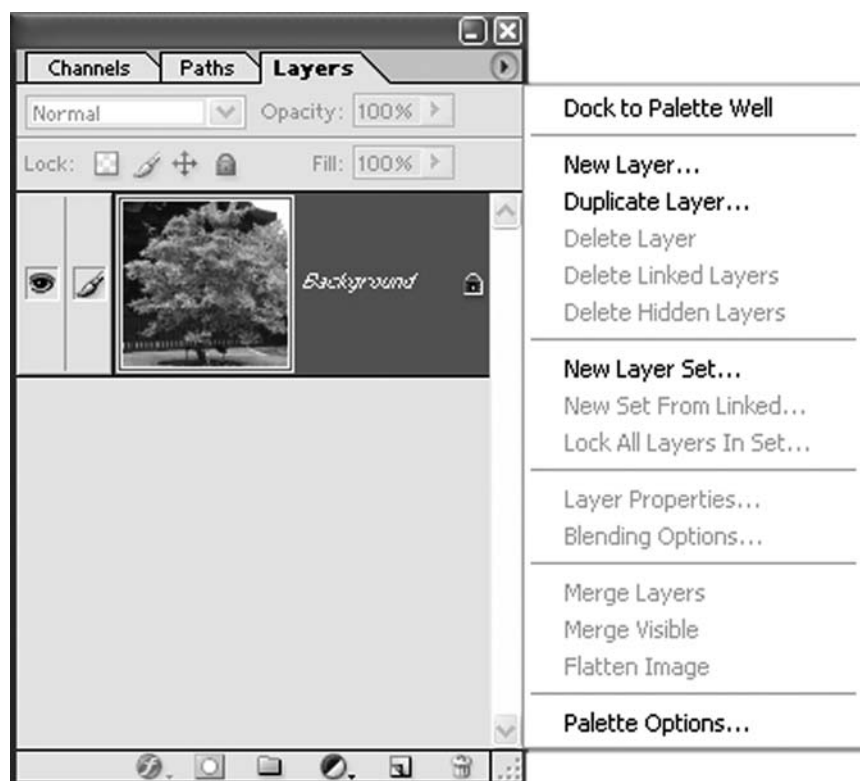 Channels Paths Layers
Normal Opacity: 100%
Lock: Fill: 100%
Background
Dock to Palette Well
New Layer...
Duplicate Layer...
Delete Layer
Delete Linked Layers
Delete Hidden Layers
New Layer Set...
New Set From Linked...
Lock All Layers In Set...
Layer Properties...
Blending Options...
Merge Layers
Merge Visible
Flatten Image
Palette Options...